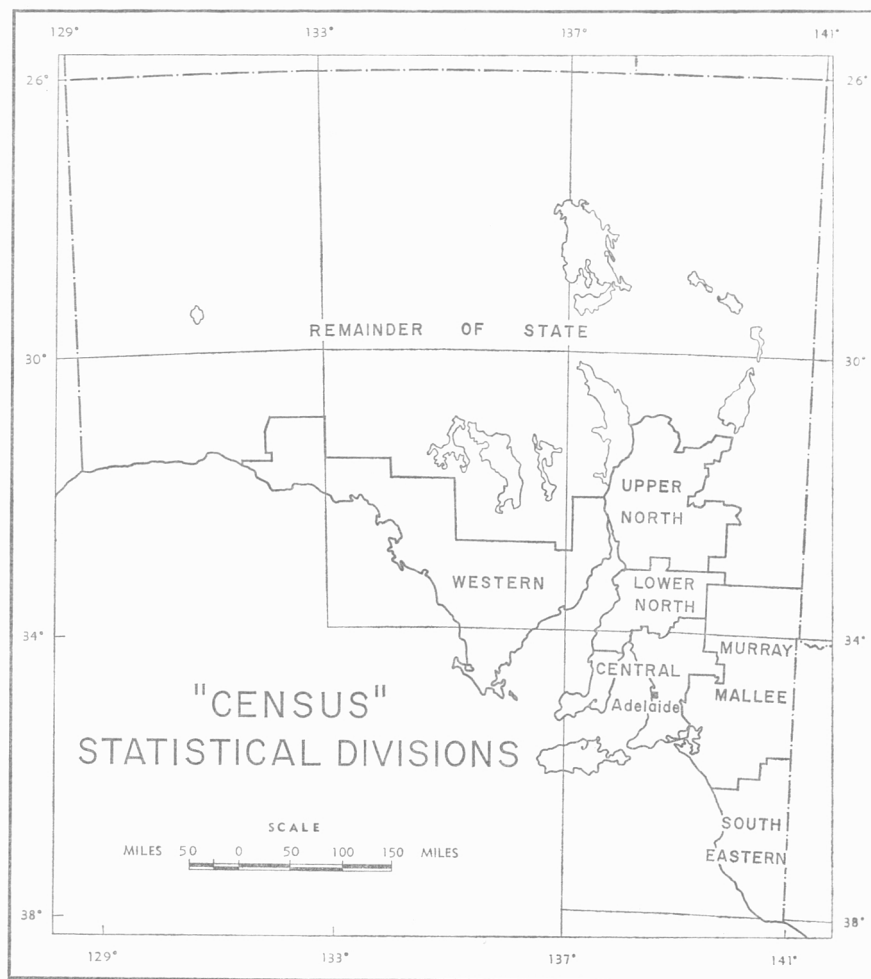 129° 133° 137° 141°
26° 26°
REMAINDER OF STATE
30° 30°
UPPER
NORTH
WESTERN
LOWER
NORTH
34° 34°
MURRAY
CENTRAL
MALLEE
Adelaide
"CENSUS"
STATISTICAL DIVISIONS
SCALE
MILES 50 0 50 100 150 MILES
SOUTH
EASTERN
38° 38°
129° 133° 137° 141°